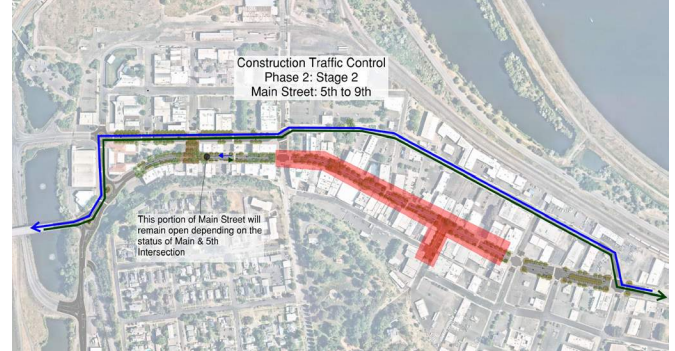 Construction Traffic Control
Phase 2: Stage 2
Main Street: 5th to 9th
This portion of Main Street will
remain open depending on the
status of Main & 5th
Intersection